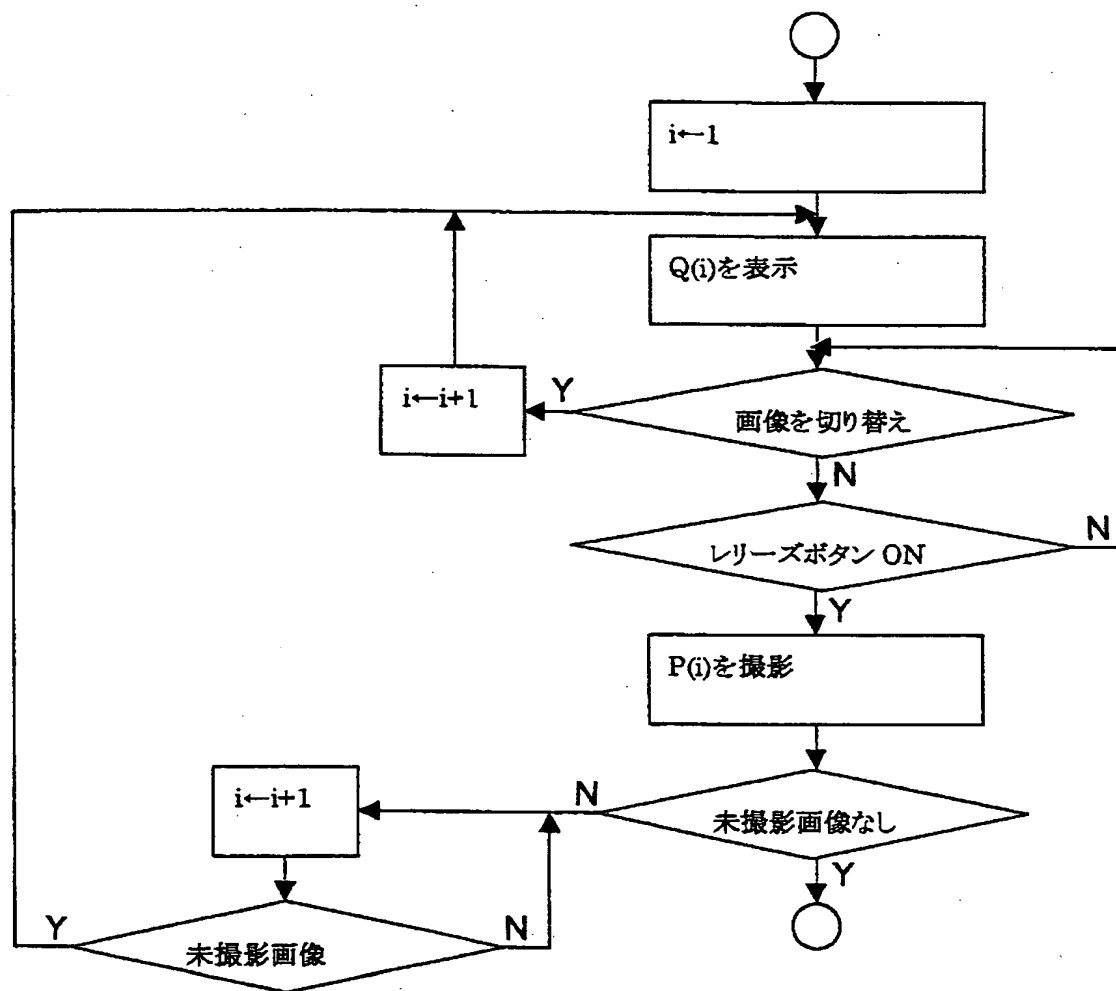 i←1
Q(i)を表示
i←i+1
Y
画像を切り替え
N
レリーズボタン ON
N
Y
P(i)を撮影
i←i+1
N
未撮影画像なし
Y
Y
未撮影画像
N